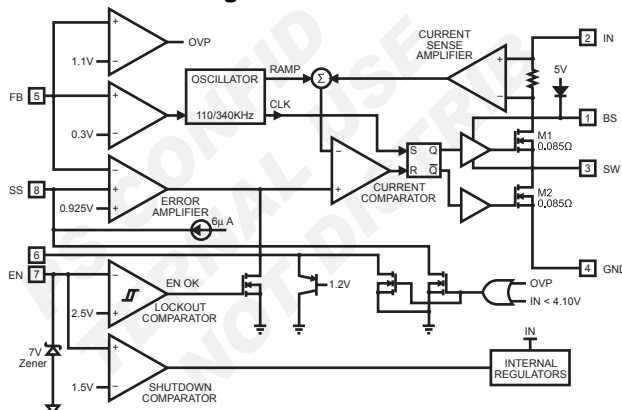 CURRENT
SENSE
AMPLIFIER
2 IN
1.1V
OVP
OSCILLATOR
RAMP
Σ
5V
FB 5
110/340KHz
CLK
1 BS
0.3V
S Q
R Q̅
M1
0.085Ω
3 SW
SS 8
0.925V
ERROR
AMPLIFIER
CURRENT
COMPARATOR
M2
0.085Ω
6μ A
6
EN 7
EN OK
1.2V
4 GND
OVP
IN < 4.10V
2.5V
LOCKOUT
COMPARATOR
7V
Zener
IN
INTERNAL
REGULATORS
1.5V
SHUTDOWN
COMPARATOR